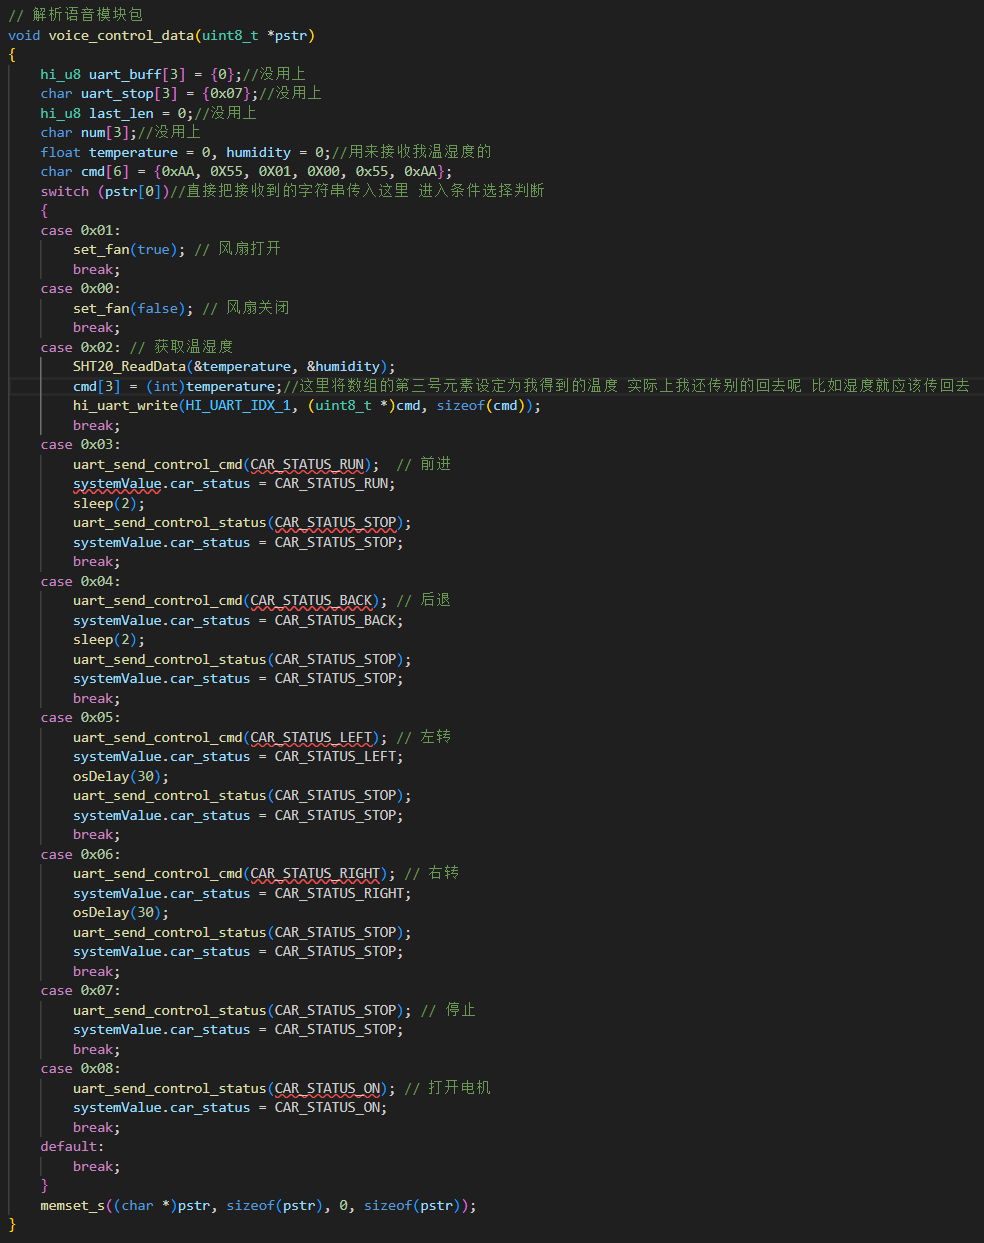 // 解析语音模块包
void voice_control_data(uint8_t *pstr)
{
    hi_u8 uart_buff[3] = {0};//没用上
    char uart_stop[3] = {0x07};//没用上
    hi_u8 last_len = 0;//没用上
    char num[3];//没用上
    float temperature = 0, humidity = 0;//用来接收我温湿度的
    char cmd[6] = {0xAA, 0X55, 0X01, 0X00, 0x55, 0xAA};
    switch (pstr[0])//直接把接收到的字符串传入这里 进入条件选择判断
    {
    case 0x01:
        set_fan(true); // 风扇打开
        break;
    case 0x00:
        set_fan(false); // 风扇关闭
        break;
    case 0x02: // 获取温湿度
        SHT20_ReadData(&temperature, &humidity);
        cmd[3] = (int)temperature;//这里将数组的第三号元素设定为我得到的温度 实际上我还传别的回去呢 比如湿度就应该传回去
        hi_uart_write(HI_UART_IDX_1, (uint8_t *)cmd, sizeof(cmd));
        break;
    case 0x03:
        uart_send_control_cmd(CAR_STATUS_RUN);  // 前进
        systemValue.car_status = CAR_STATUS_RUN;
        sleep(2);
        uart_send_control_status(CAR_STATUS_STOP);
        systemValue.car_status = CAR_STATUS_STOP;
        break;
    case 0x04:
        uart_send_control_cmd(CAR_STATUS_BACK); // 后退
        systemValue.car_status = CAR_STATUS_BACK;
        sleep(2);
        uart_send_control_status(CAR_STATUS_STOP);
        systemValue.car_status = CAR_STATUS_STOP;
        break;
    case 0x05:
        uart_send_control_cmd(CAR_STATUS_LEFT); // 左转
        systemValue.car_status = CAR_STATUS_LEFT;
        osDelay(30);
        uart_send_control_status(CAR_STATUS_STOP);
        systemValue.car_status = CAR_STATUS_STOP;
        break;
    case 0x06:
        uart_send_control_cmd(CAR_STATUS_RIGHT); // 右转
        systemValue.car_status = CAR_STATUS_RIGHT;
        osDelay(30);
        uart_send_control_status(CAR_STATUS_STOP);
        systemValue.car_status = CAR_STATUS_STOP;
        break;
    case 0x07:
        uart_send_control_status(CAR_STATUS_STOP); // 停止
        systemValue.car_status = CAR_STATUS_STOP;
        break;
    case 0x08:
        uart_send_control_status(CAR_STATUS_ON); // 打开电机
        systemValue.car_status = CAR_STATUS_ON;
        break;
    default:
        break;
    }
    memset_s((char *)pstr, sizeof(pstr), 0, sizeof(pstr));
}